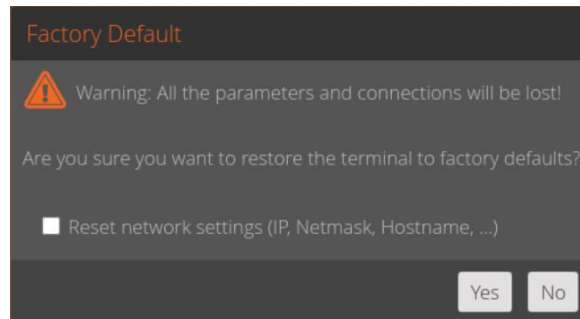 Factory Default
Warning: All the parameters and connections will be lost!
Are you sure you want to restore the terminal to factory defaults?
Reset network settings (IP, Netmask, Hostname, ...)
Yes No